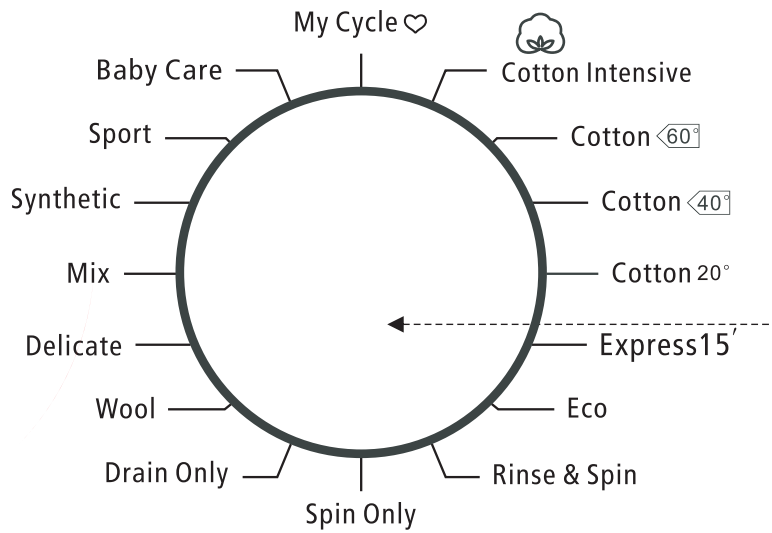 My Cycle ♡
Cotton Intensive
Cotton 60°
Cotton 40°
Cotton 20°
Express15′
Eco
Rinse & Spin
Spin Only
Drain Only
Wool
Delicate
Mix
Synthetic
Sport
Baby Care